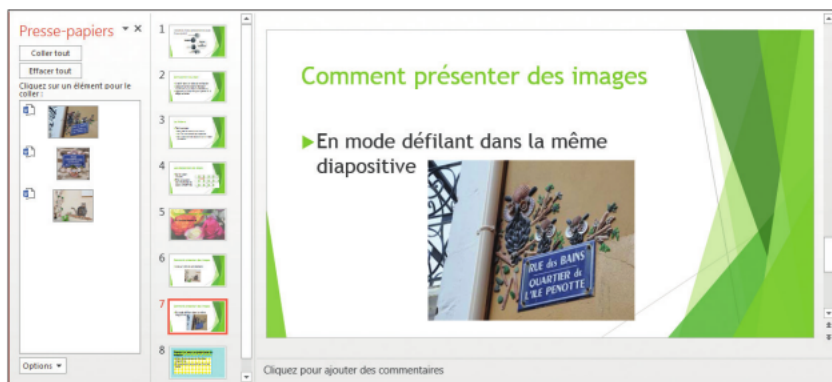 Presse-papiers
Coller tout
Effacer tout
Cliquez sur un élément pour le
coller :
Options
1
2
3
4
5
6
7
8
Comment présenter des images
En mode défilant dans la même
diapositive
RUE des BAINS
QUARTIER de
L'ILE PENOTTE
Cliquez pour ajouter des commentaires